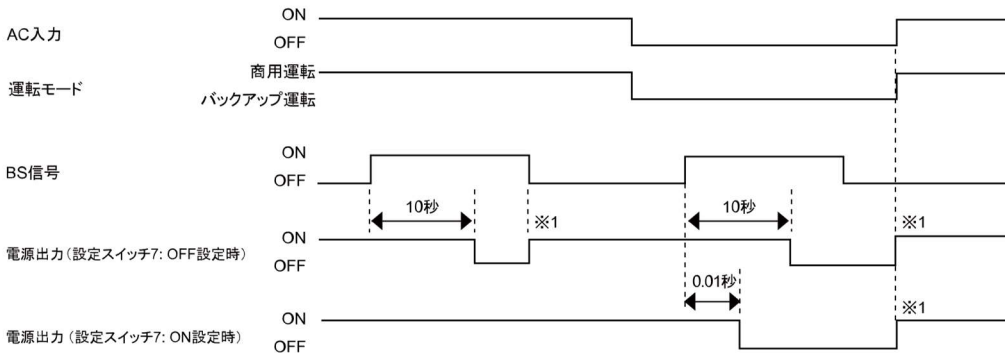 ON
AC入力
OFF
商用運転
運転モード
バックアップ運転
ON
BS信号
OFF
10秒
※1
10秒
※1
ON
電源出力（設定スイッチ7: OFF設定時）
OFF
0.01秒
※1
ON
電源出力（設定スイッチ7: ON設定時）
OFF